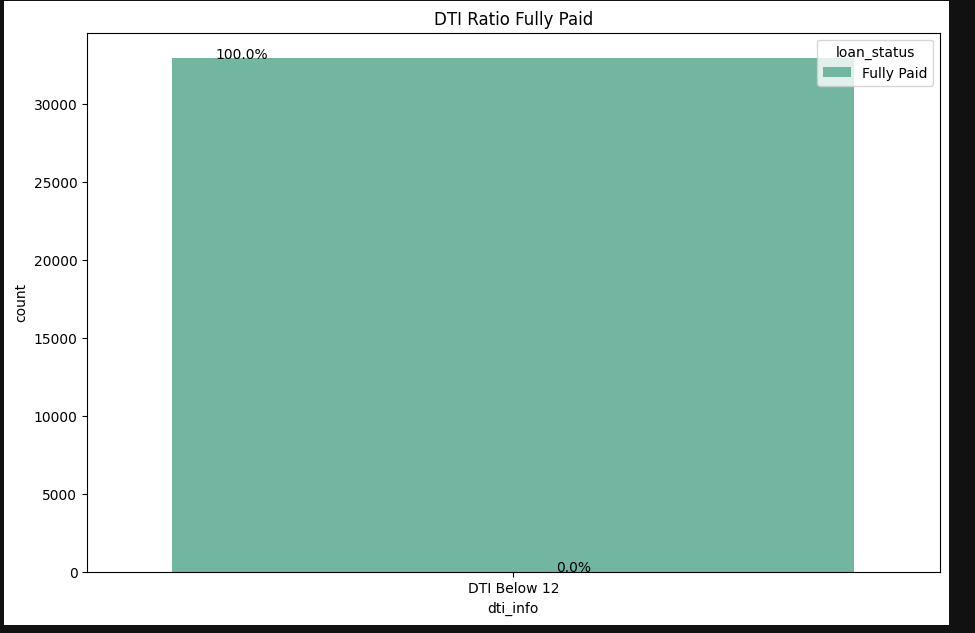 DTI Ratio Fully Paid
100.0%
loan_status
Fully Paid
30000
25000
20000
15000
10000
5000
0
count
0.0%
DTI Below 12
dti_info